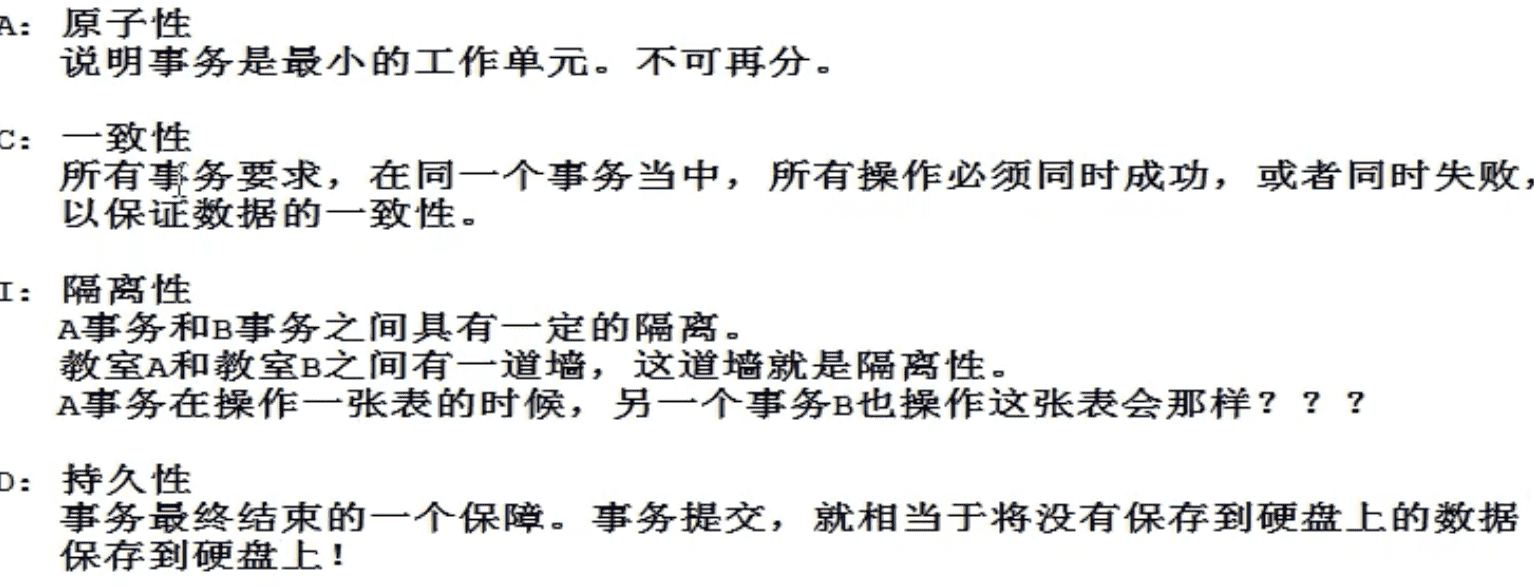 A: 原子性
说明事务是最小的工作单元。不可再分。
C: 一致性
所有事务要求，在同一个事务当中，所有操作必须同时成功，或者同时失败，
以保证数据的一致性。
I: 隔离性
A事务和B事务之间具有一定的隔离。
教室A和教室B之间有一道墙，这道墙就是隔离性。
A事务在操作一张表的时候，另一个事务B也操作这张表会那样？？？
D: 持久性
事务最终结束的一个保障。事务提交，就相当于将没有保存到硬盘上的数据
保存到硬盘上！